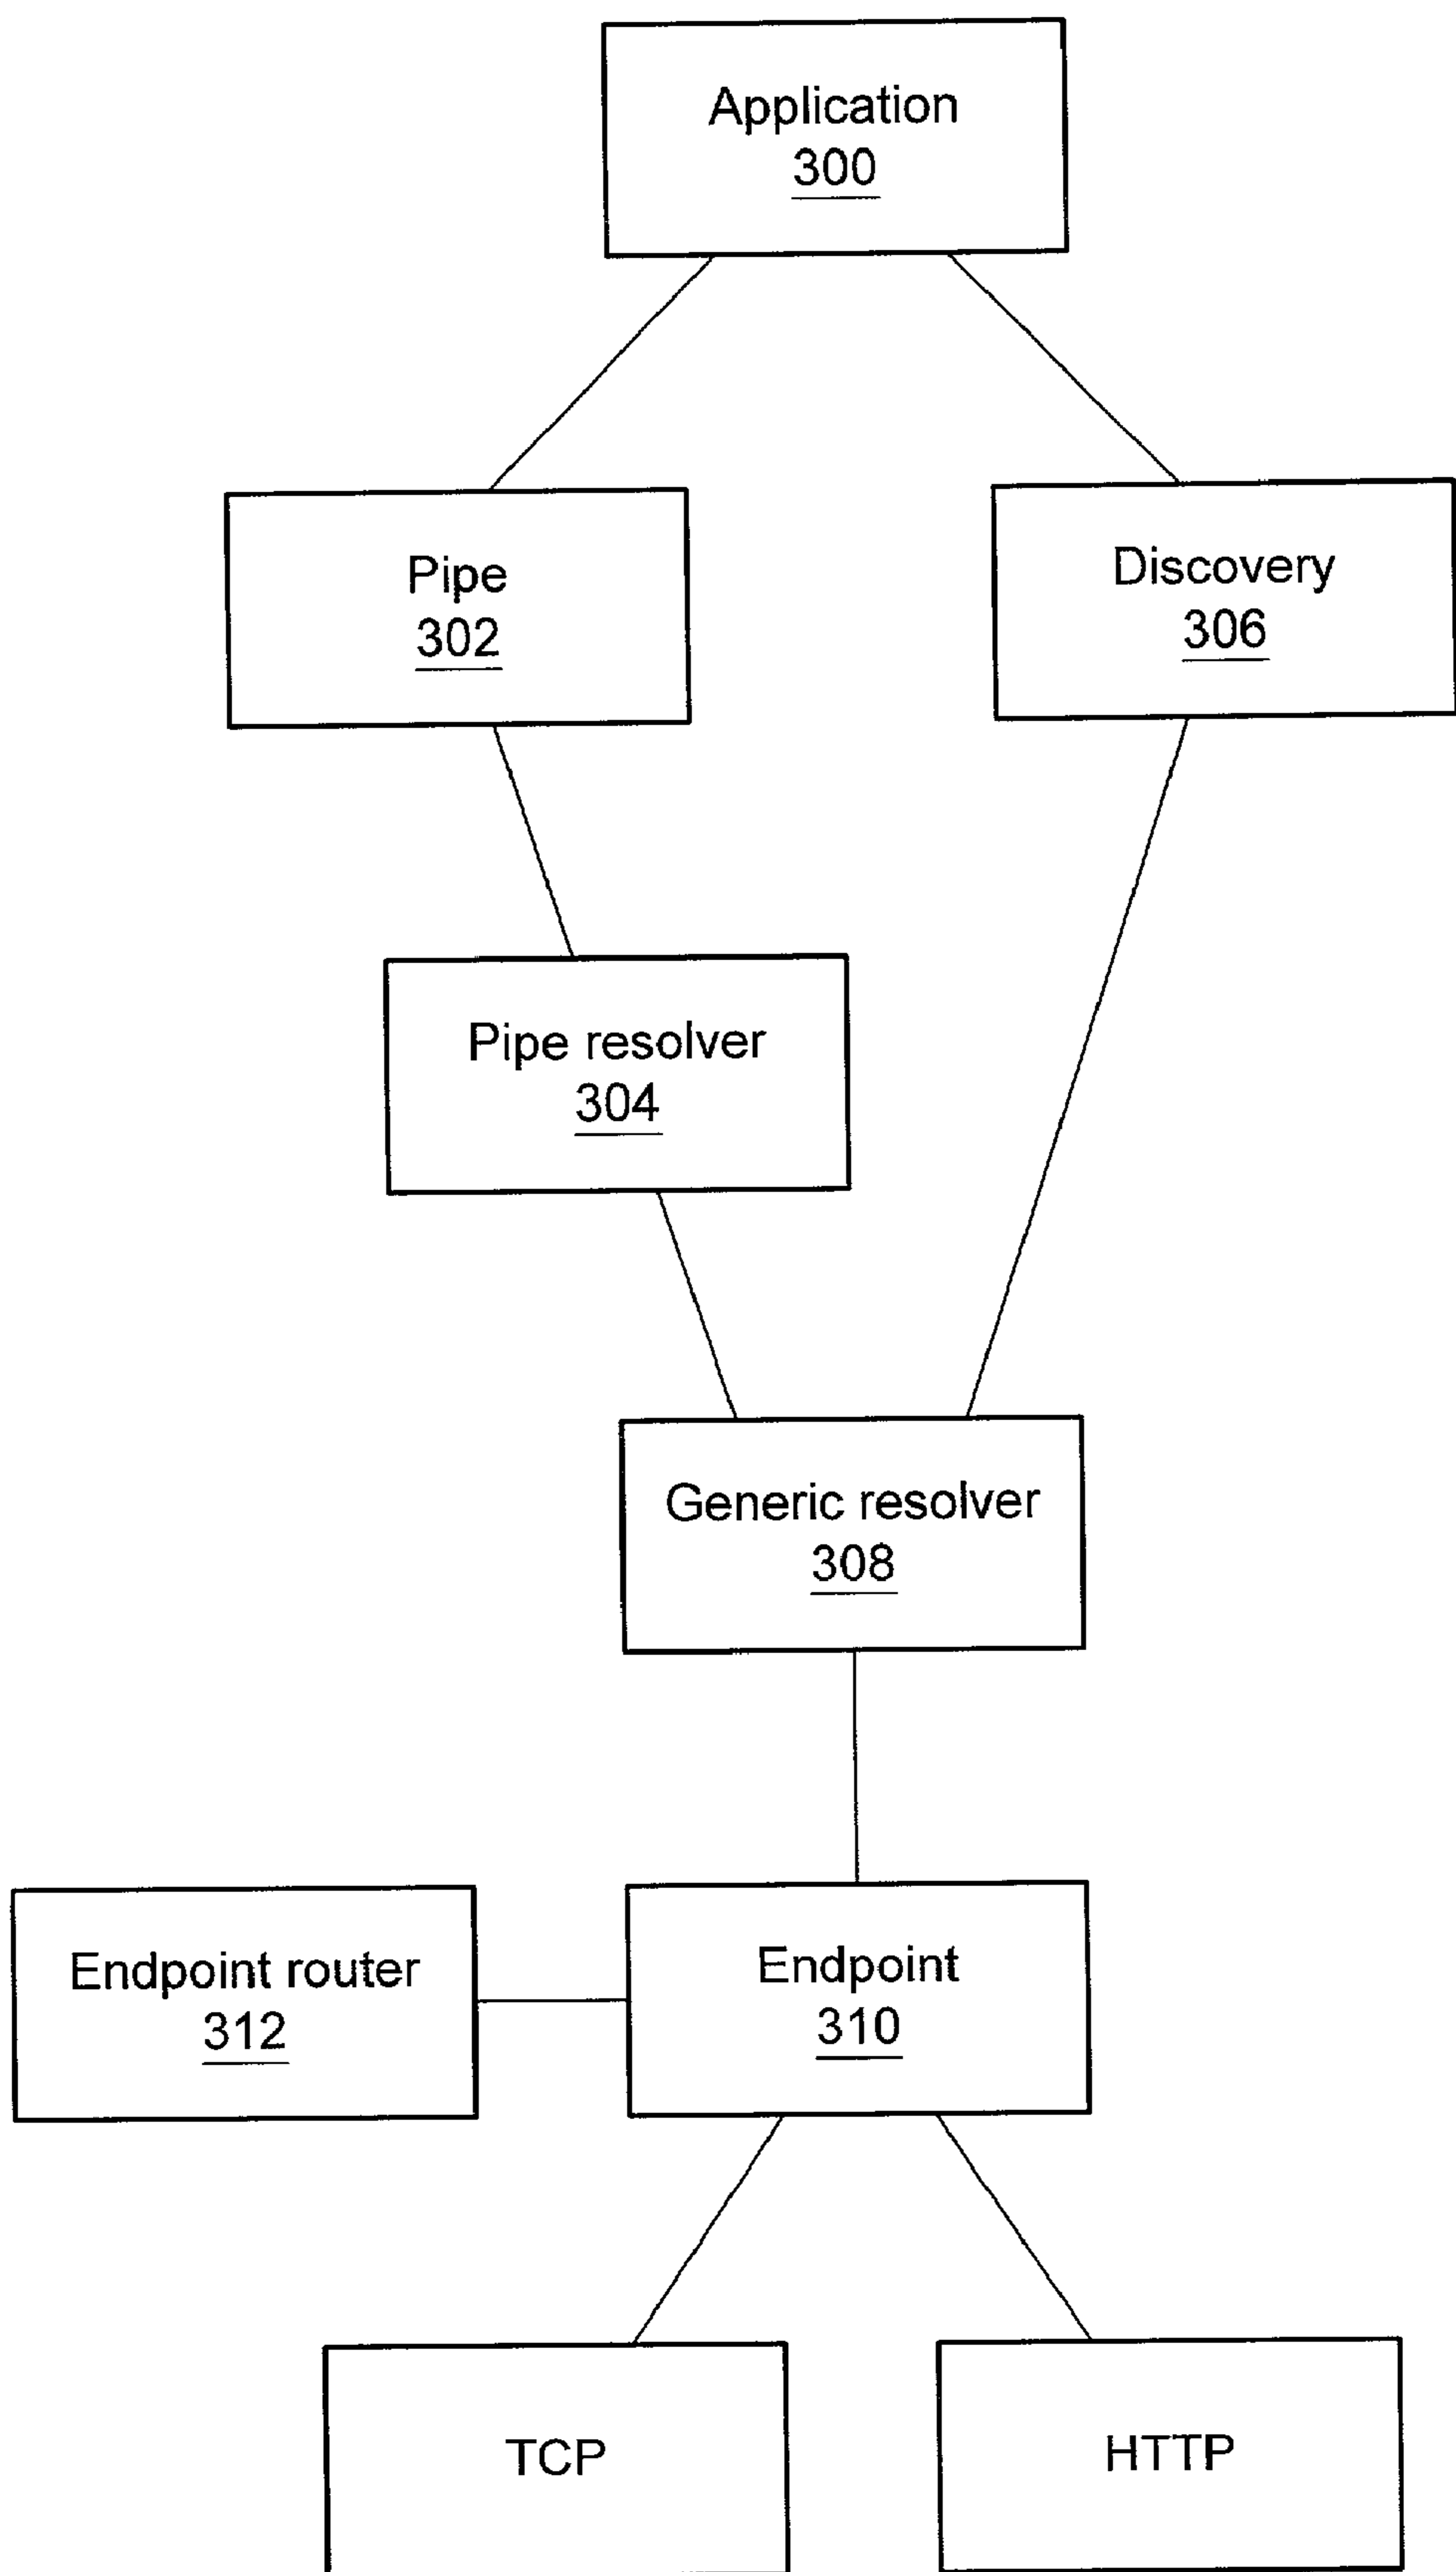 Application
300
Pipe
302
Discovery
306
Pipe resolver
304
Generic resolver
308
Endpoint router
312
Endpoint
310
TCP
HTTP